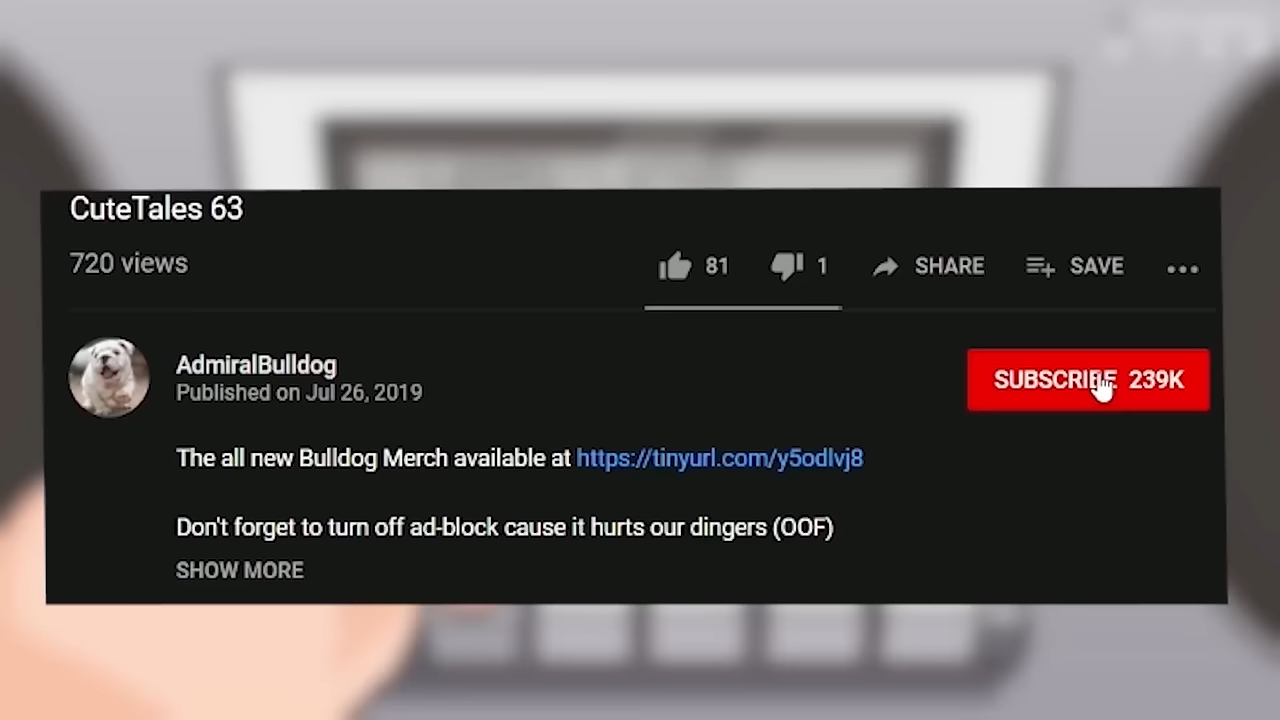 CuteTales 63
720 views
81 1 SHARE SAVE
AdmiralBulldog
Published on Jul 26, 2019
SUBSCRIBE 239K
The all new Bulldog Merch available at https://tinyurl.com/y5odlvj8
Don't forget to turn off ad-block cause it hurts our dingers (OOF)
SHOW MORE